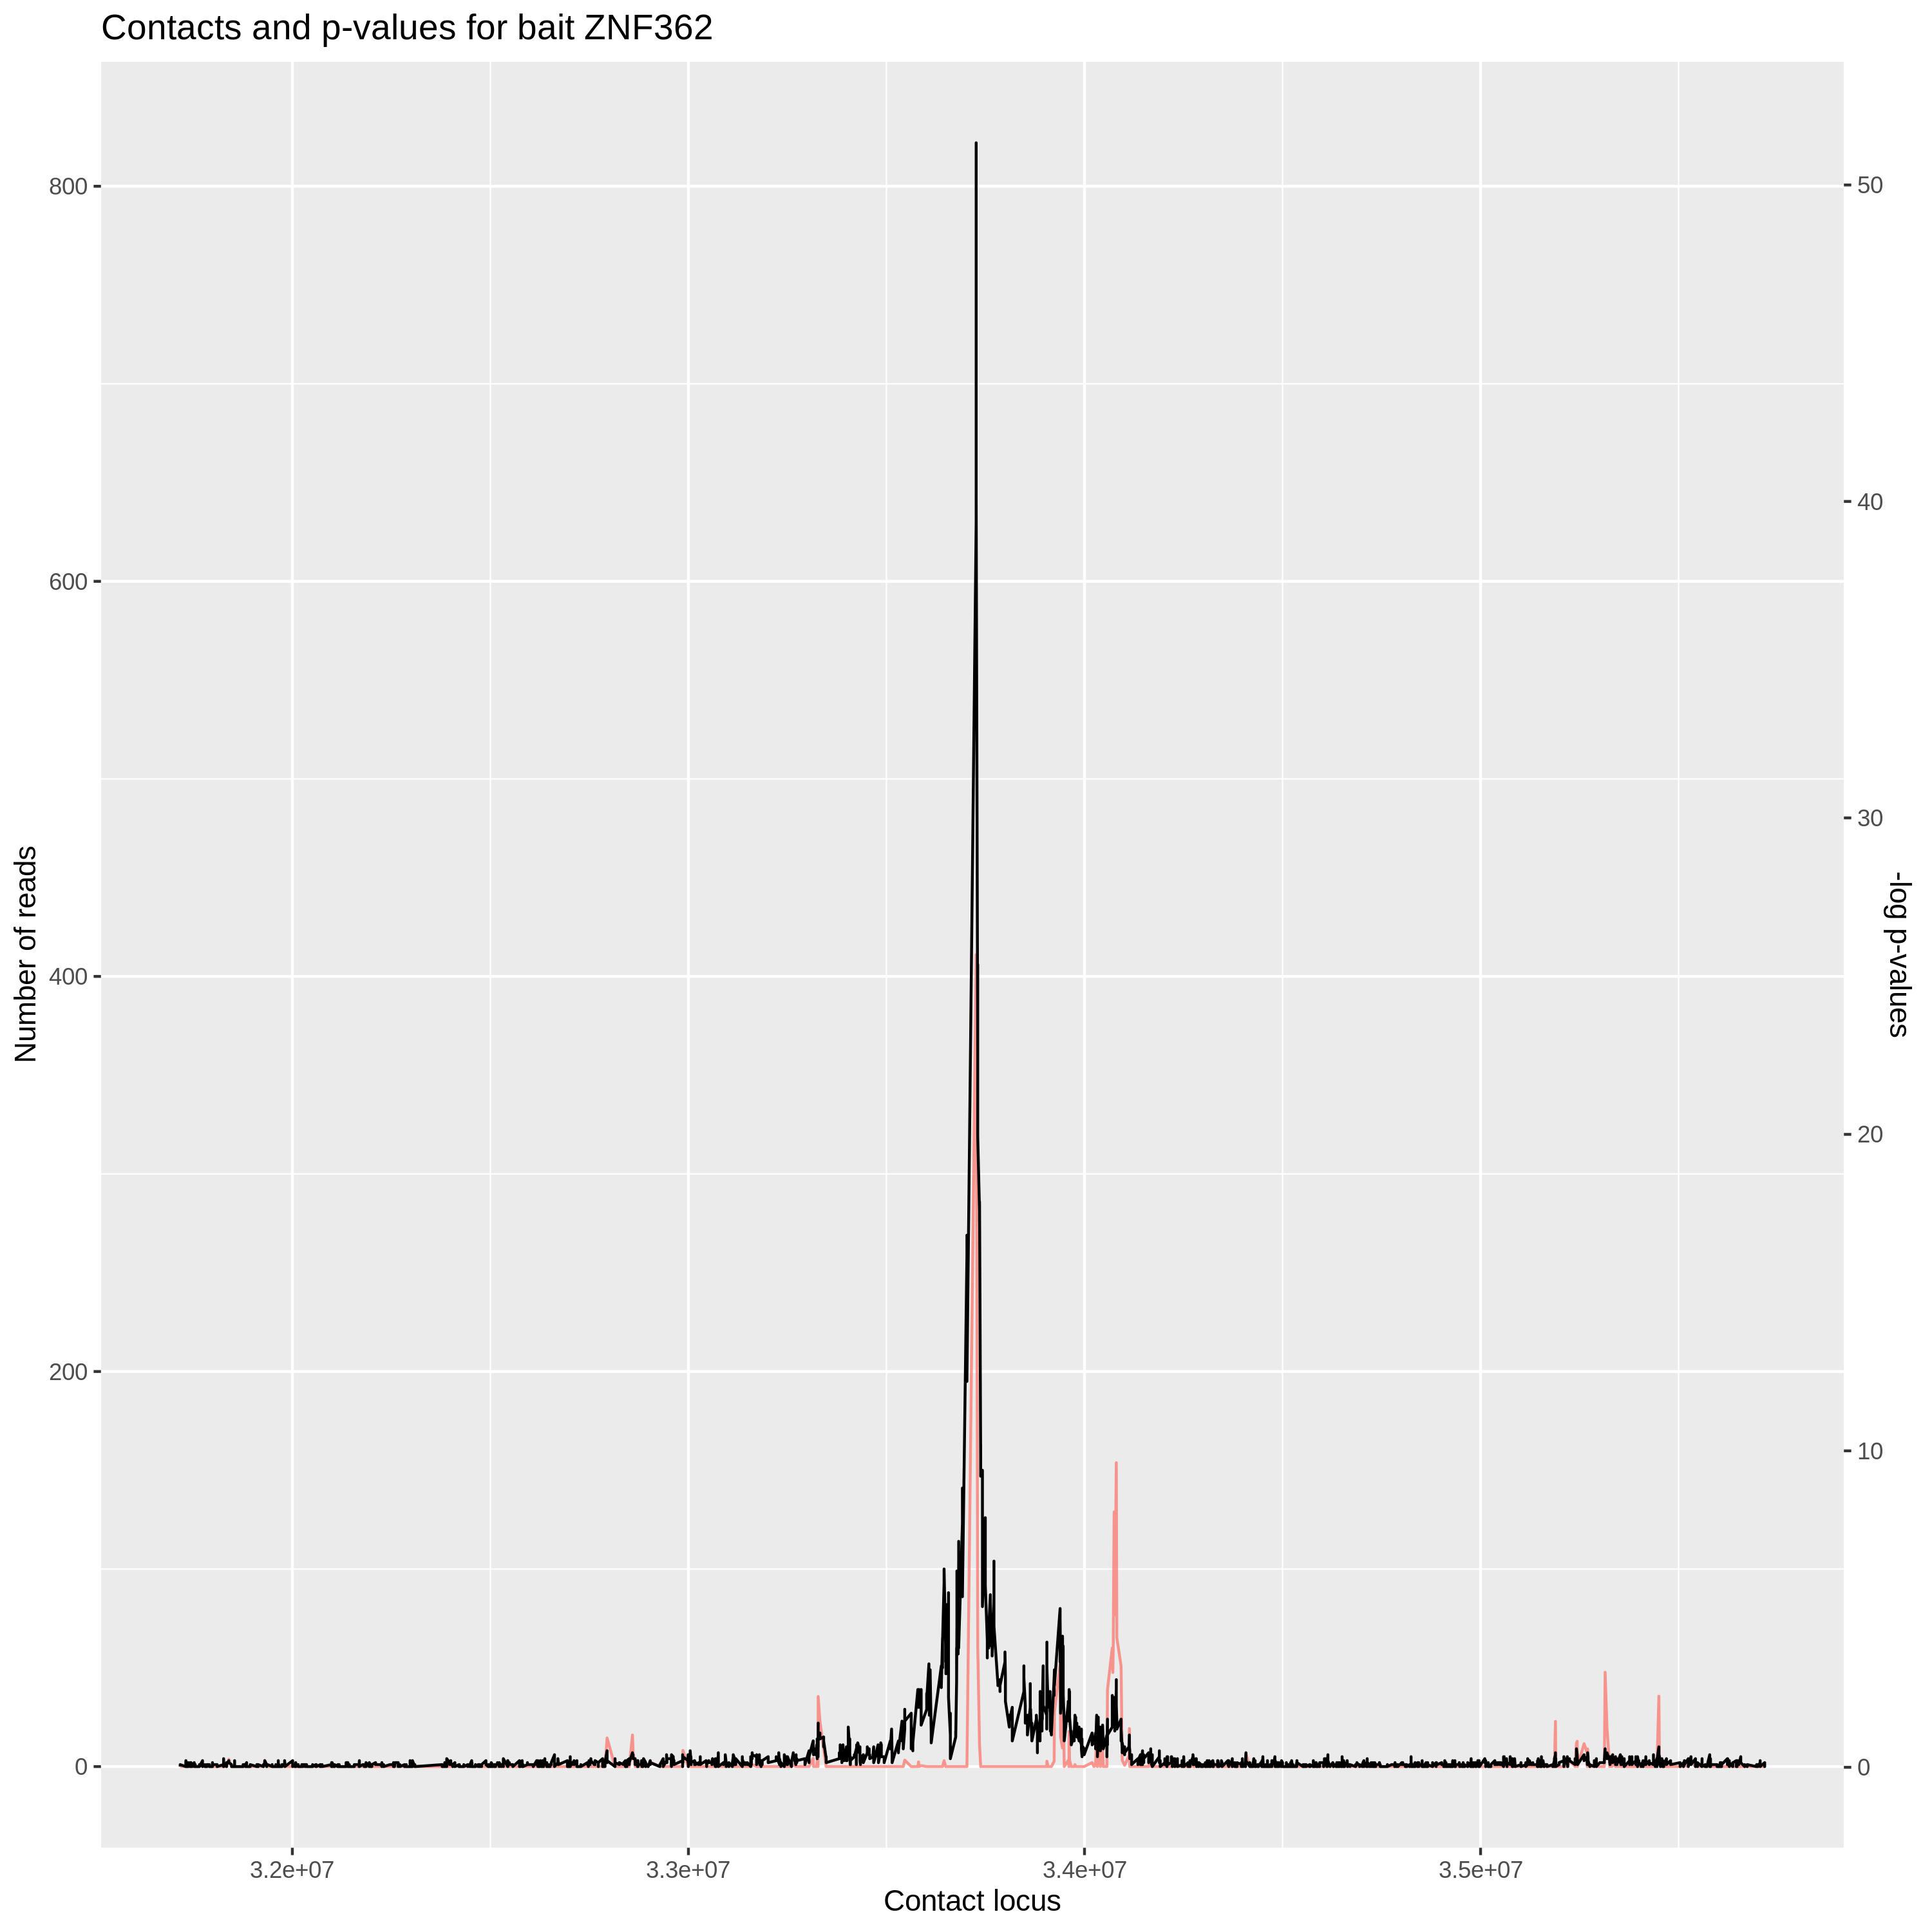 Contacts and p-values for bait ZNF362
800
600
400
200
0
Number of reads
50
40
30
20
10
0
-log p-values
3.2e+07
3.3e+07
3.4e+07
3.5e+07
Contact locus